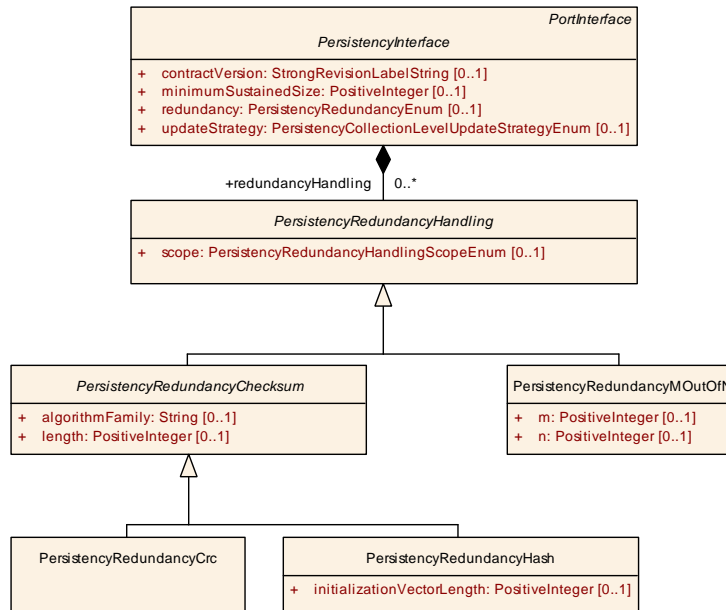 PortInterface
PersistencyInterface
+ contractVersion: StrongRevisionLabelString [0..1]
+ minimumSustainedSize: PositiveInteger [0..1]
+ redundancy: PersistencyRedundancyEnum [0..1]
+ updateStrategy: PersistencyCollectionLevelUpdateStrategyEnum [0..1]
+redundancyHandling 0..*
PersistencyRedundancyHandling
+ scope: PersistencyRedundancyHandlingScopeEnum [0..1]
PersistencyRedundancyChecksum
+ algorithmFamily: String [0..1]
+ length: PositiveInteger [0..1]
PersistencyRedundancyMOutOfN
+ m: PositiveInteger [0..1]
+ n: PositiveInteger [0..1]
PersistencyRedundancyCrc
PersistencyRedundancyHash
+ initializationVectorLength: PositiveInteger [0..1]